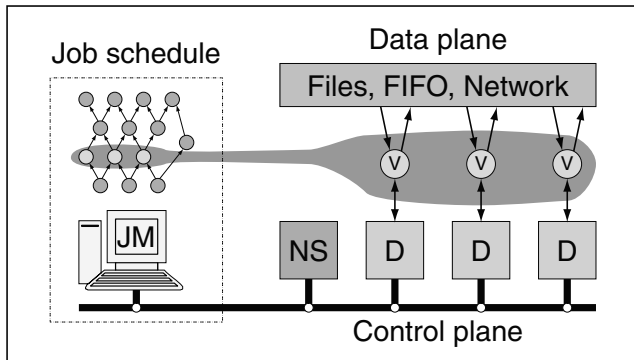 Job schedule
Data plane
Files, FIFO, Network
V V V
JM
NS D D D
Control plane